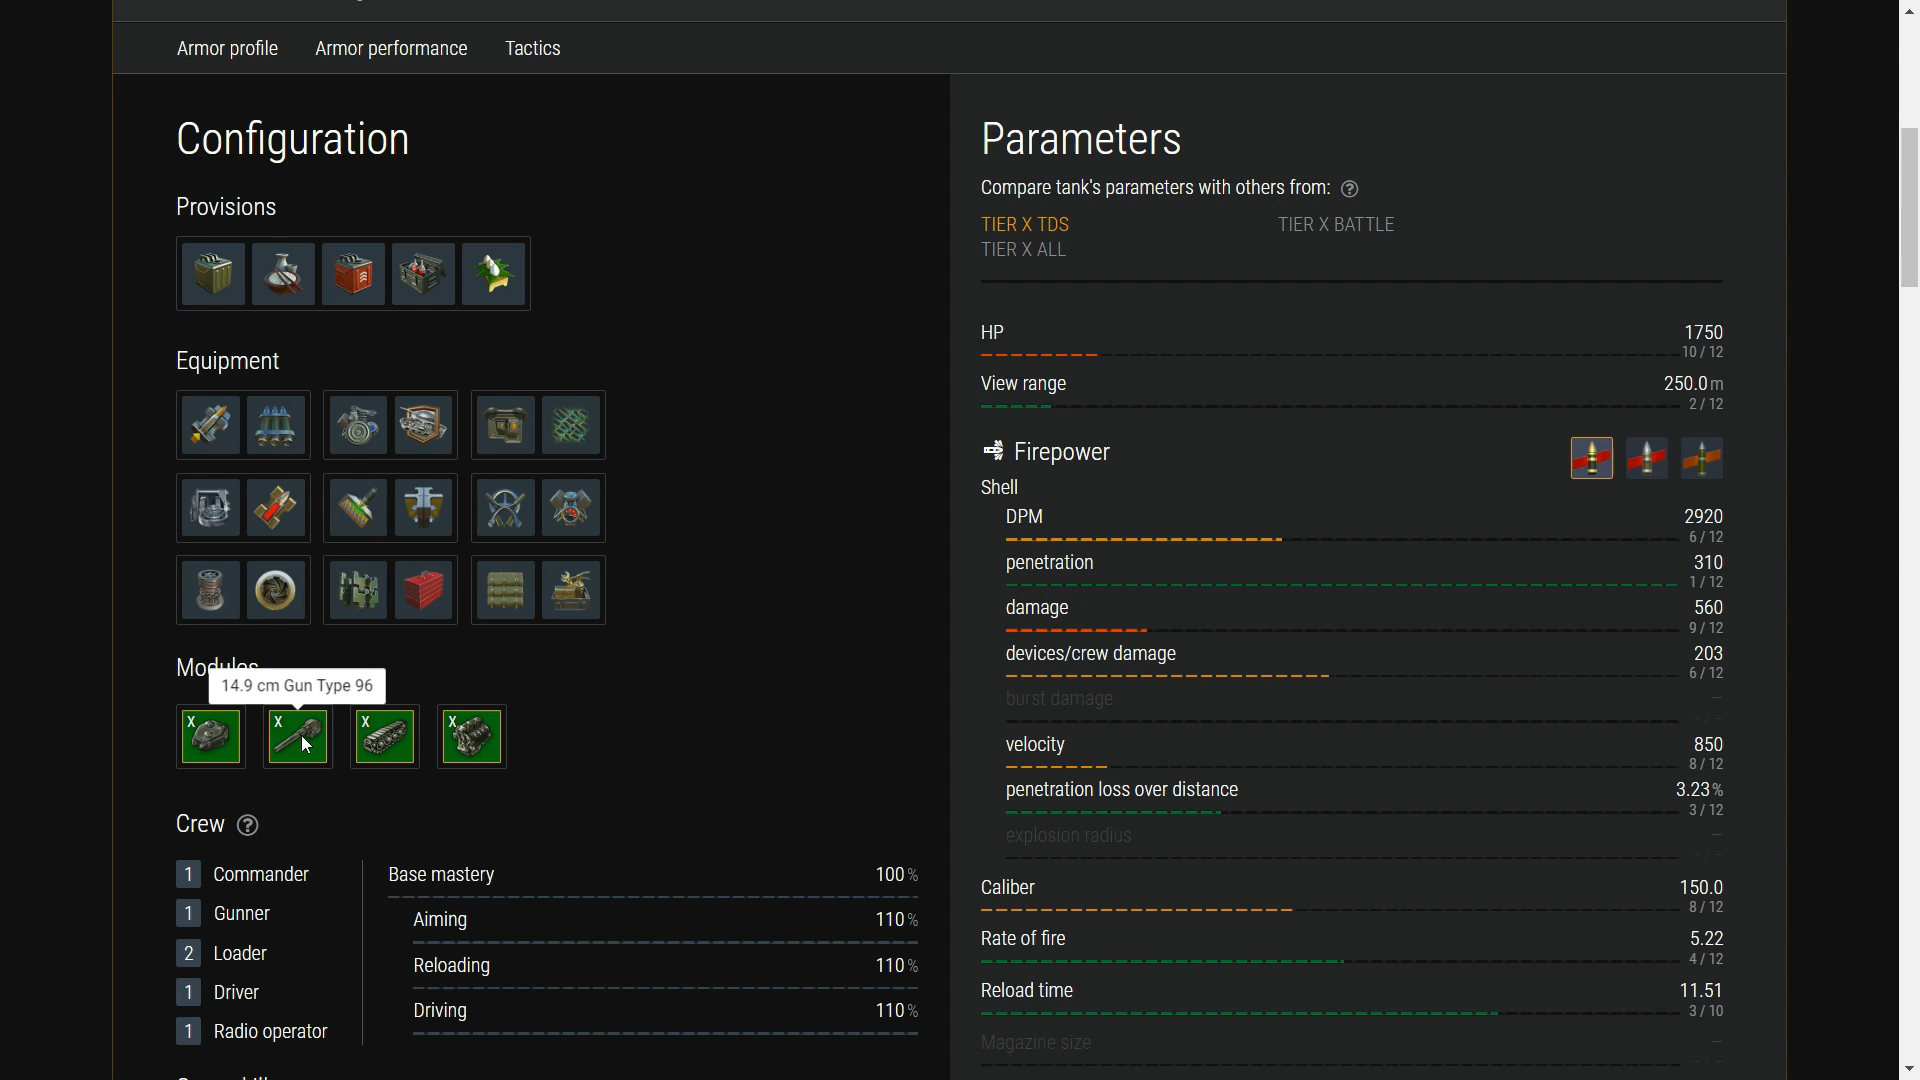 Armor profile
Armor performance
Tactics
Configuration
Provisions
Equipment
Modules
14.9 cm Gun Type 96
X
X
X
X
Crew ?
1 Commander
1 Gunner
2 Loader
1 Driver
1 Radio operator
Base mastery 100%
Aiming 110%
Reloading 110%
Driving 110%
Parameters
Compare tank's parameters with others from: ?
TIER X TDS
TIER X BATTLE
TIER X ALL
HP 1750
10 / 12
View range 250.0 m
2 / 12
Firepower
Shell
DPM 2920
6 / 12
penetration 310
1 / 12
damage 560
9 / 12
devices/crew damage 203
6 / 12
burst damage –
– / –
velocity 850
8 / 12
penetration loss over distance 3.23%
3 / 12
explosion radius –
– / –
Caliber 150.0
8 / 12
Rate of fire 5.22
4 / 12
Reload time 11.51
3 / 10
Magazine size –
– / –